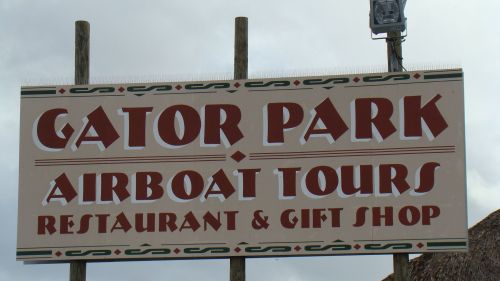 GATOR PARK
AIRBOAT TOURS
RESTAURANT & GIFT SHOP